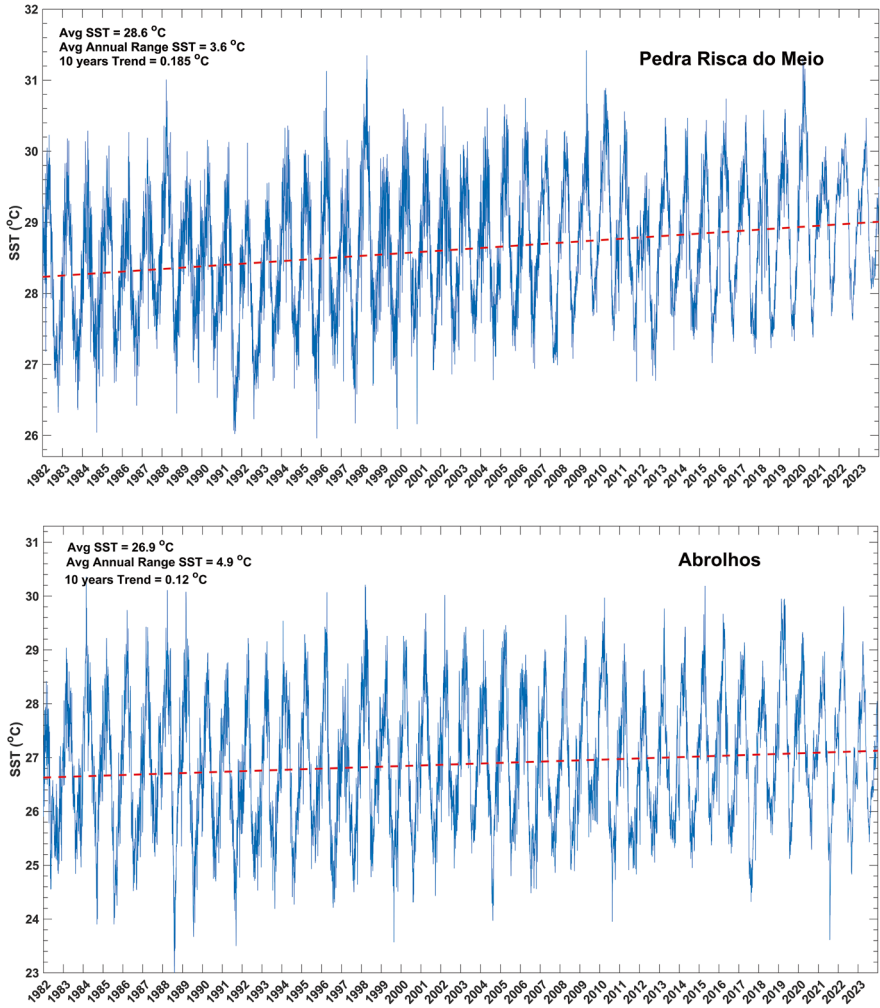 Avg SST = 28.6 °C
Avg Annual Range SST = 3.6 °C
10 years Trend = 0.185 °C
Pedra Risca do Meio
32
31
30
29
28
27
26
SST (°C)
1982 1983 1984 1985 1986 1987 1988 1989 1990 1991 1992 1993 1994 1995 1996 1997 1998 1999 2000 2001 2002 2003 2004 2005 2006 2007 2008 2009 2010 2011 2012 2013 2014 2015 2016 2017 2018 2019 2020 2021 2022 2023
Avg SST = 26.9 °C
Avg Annual Range SST = 4.9 °C
10 years Trend = 0.12 °C
Abrolhos
31
30
29
28
27
26
25
24
23
SST (°C)
1982 1983 1984 1985 1986 1987 1988 1989 1990 1991 1992 1993 1994 1995 1996 1997 1998 1999 2000 2001 2002 2003 2004 2005 2006 2007 2008 2009 2010 2011 2012 2013 2014 2015 2016 2017 2018 2019 2020 2021 2022 2023